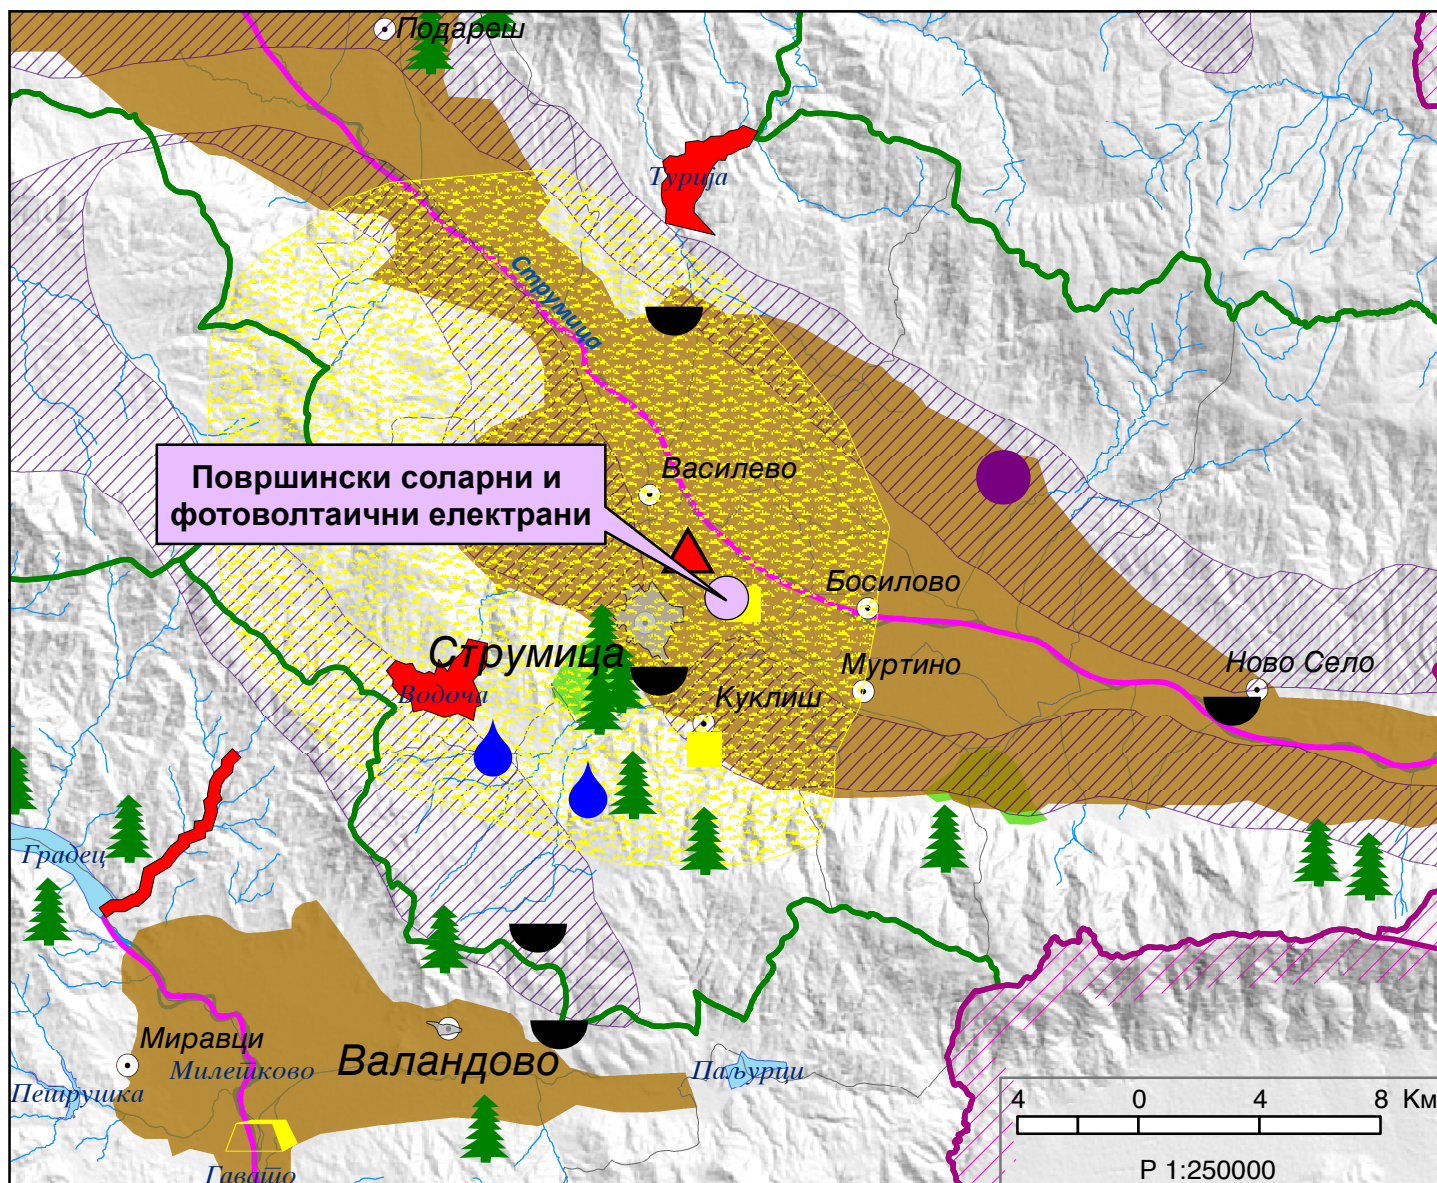 Подареш
Турија
Струмица
Василево
Површински соларни и
фотоволтаични електрани
Босилово
Струмица
Водоча
Муртино
Ново Село
Куклиш
Градец
Миравци
Милетково
Валандово
Петрушка
Паљурци
Гавато
4 0 4 8 Км
Р 1:250000